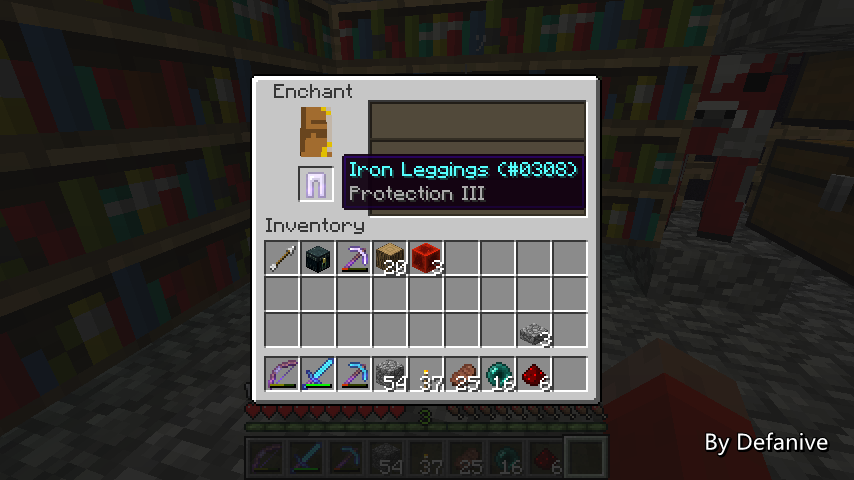 Enchant
Iron Leggings (#0308)
Protection III
Inventory
20 3
3
54 37 25 16 6
8
54 37 25 16 6
By Defanive